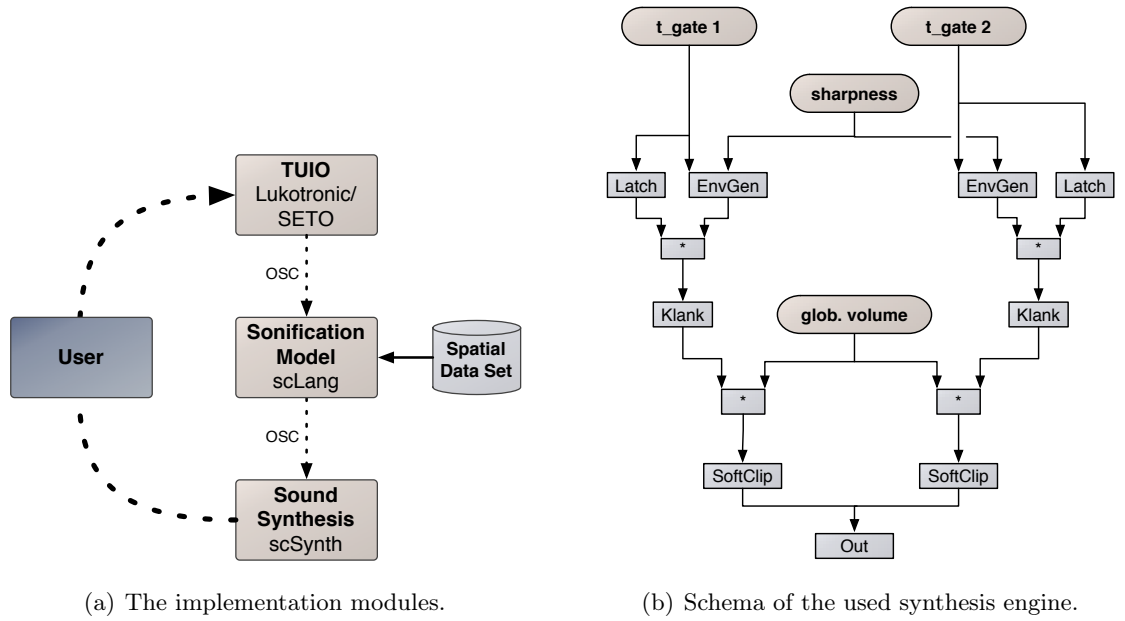 TUIO
Lukotronic/
SETO
OSC
User
Sonification
Model
scLang
Spatial
Data Set
OSC
Sound
Synthesis
scSynth
(a) The implementation modules.
t_gate 1
t_gate 2
sharpness
Latch
EnvGen
EnvGen
Latch
*
*
Klank
glob. volume
Klank
*
*
SoftClip
SoftClip
Out
(b) Schema of the used synthesis engine.